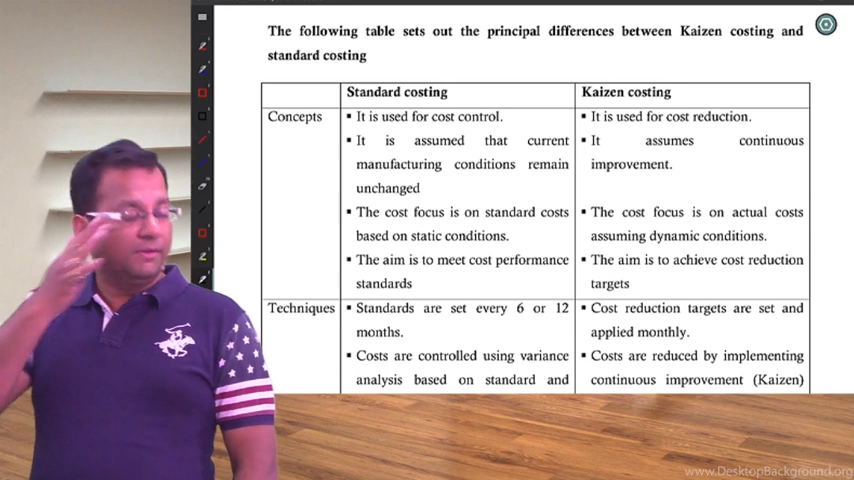 The following table sets out the principal differences between Kaizen costing and
standard costing
Standard costing
Kaizen costing
Concepts
▪ It is used for cost control.
▪ It is assumed that current
manufacturing conditions remain
unchanged
▪ The cost focus is on standard costs
based on static conditions.
▪ The aim is to meet cost performance
standards
▪ It is used for cost reduction.
▪ It assumes continuous
improvement.
▪ The cost focus is on actual costs
assuming dynamic conditions.
▪ The aim is to achieve cost reduction
targets
Techniques
▪ Standards are set every 6 or 12
months.
▪ Costs are controlled using variance
analysis based on standard and
▪ Cost reduction targets are set and
applied monthly.
▪ Costs are reduced by implementing
continuous improvement (Kaizen)
www.DesktopBackground.org